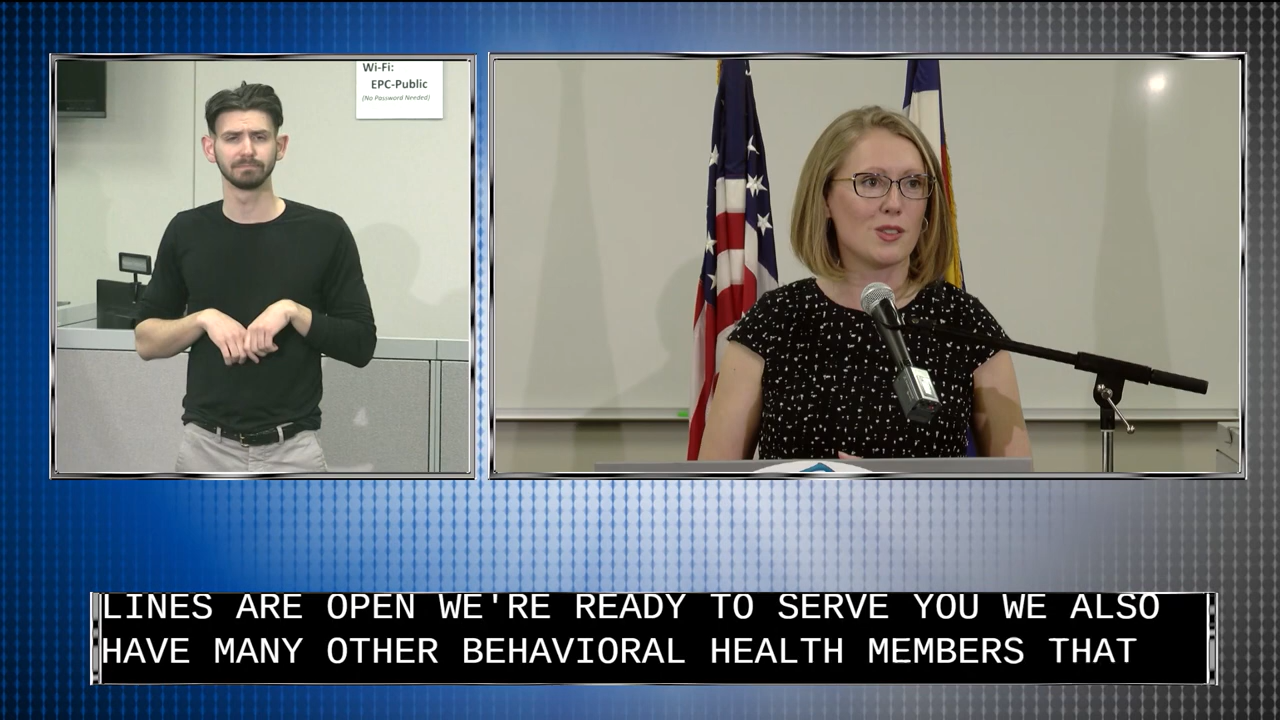 Wi-Fi:
EPC-Public
(No Password Needed)
LINES ARE OPEN WE'RE READY TO SERVE YOU WE ALSO
HAVE MANY OTHER BEHAVIORAL HEALTH MEMBERS THAT